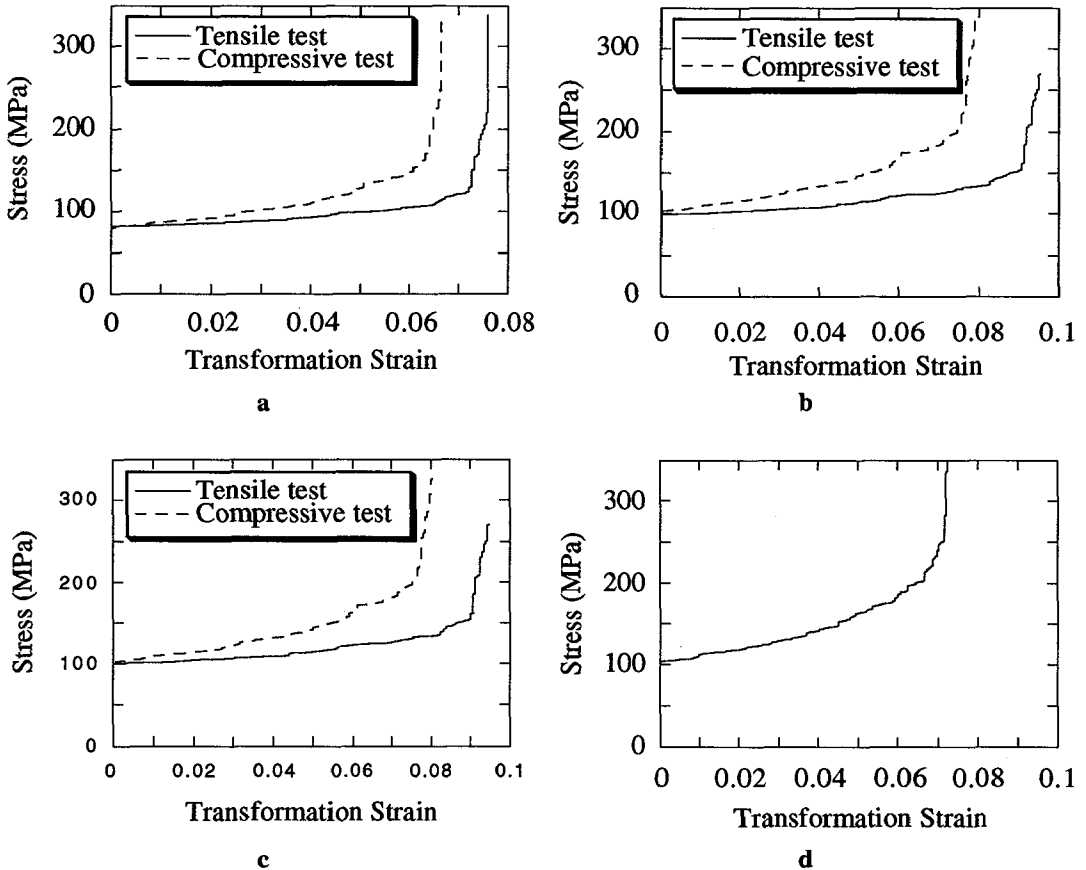 Tensile test
Compressive test
Stress (MPa)
300
200
100
0
0 0.02 0.04 0.06 0.08
Transformation Strain
a
Tensile test
Compressive test
Stress (MPa)
300
200
100
0
0 0.02 0.04 0.06 0.08 0.1
Transformation Strain
b
Tensile test
Compressive test
Stress (MPa)
300
200
100
0
0 0.02 0.04 0.06 0.08 0.1
Transformation Strain
c
Stress (MPa)
300
200
100
0
0 0.02 0.04 0.06 0.08 0.1
Transformation Strain
d